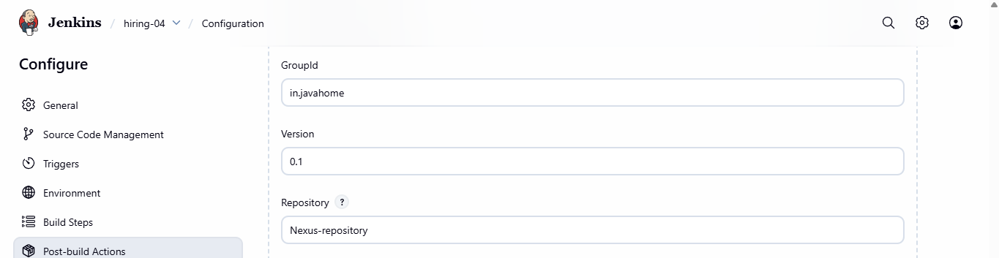 Jenkins / hiring-04 / Configuration
Configure
General
Source Code Management
Triggers
Environment
Build Steps
Post-build Actions
GroupId
in.javahome
Version
0.1
Repository ?
Nexus-repository